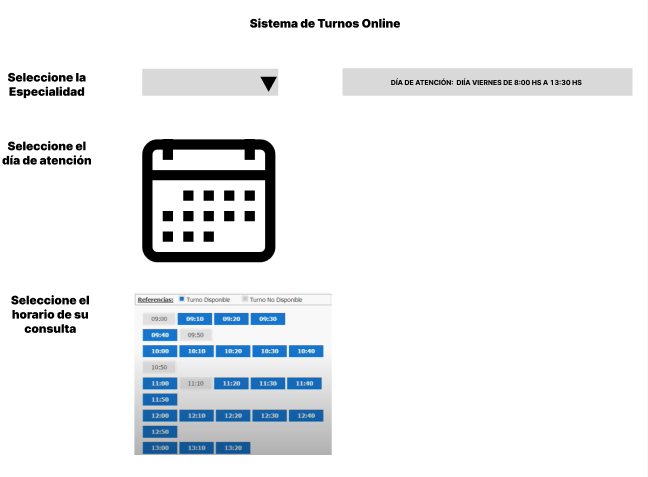 Sistema de Turnos Online
Seleccione la
Especialidad
DÍA DE ATENCIÓN: DIÍA VIERNES DE 8:00 HS A 13:30 HS
Seleccione el
día de atención
Seleccione el
horario de su
consulta
Referencias: Turno Disponible Turno No Disponible
09:00 09:10 09:20 09:30
09:40 09:50
10:00 10:10 10:20 10:30 10:40
10:50
11:00 11:10 11:20 11:30 11:40
11:50
12:00 12:10 12:20 12:30 12:40
12:50
13:00 13:10 13:20